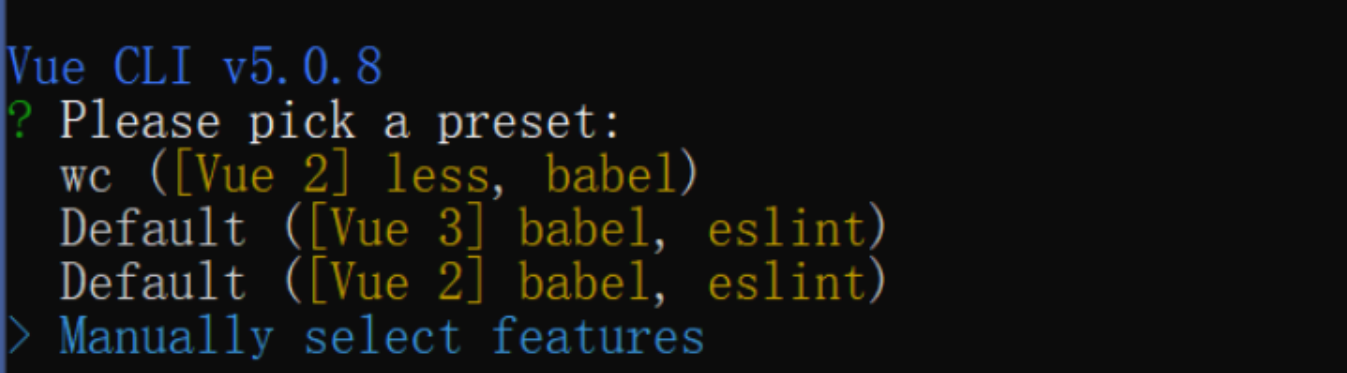 Vue CLI v5.0.8
? Please pick a preset:
wc ([Vue 2] less, babel)
Default ([Vue 3] babel, eslint)
Default ([Vue 2] babel, eslint)
> Manually select features